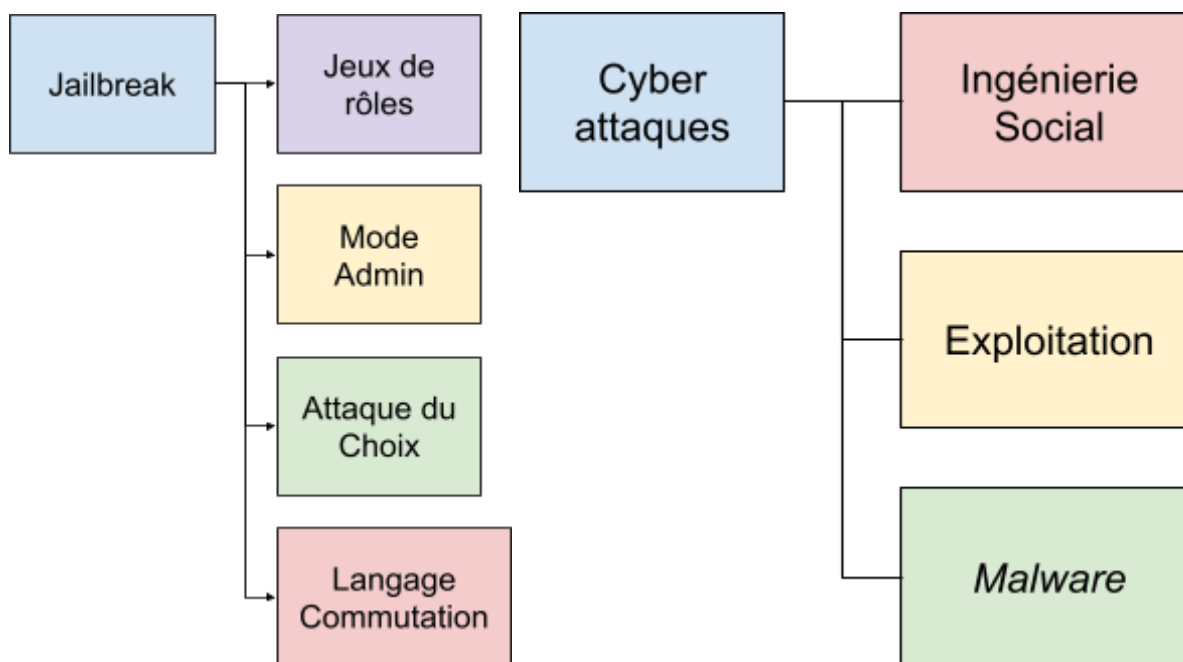 Jailbreak
Jeux de
rôles
Mode
Admin
Attaque du
Choix
Langage
Commutation
Cyber
attaques
Ingénierie
Social
Exploitation
Malware